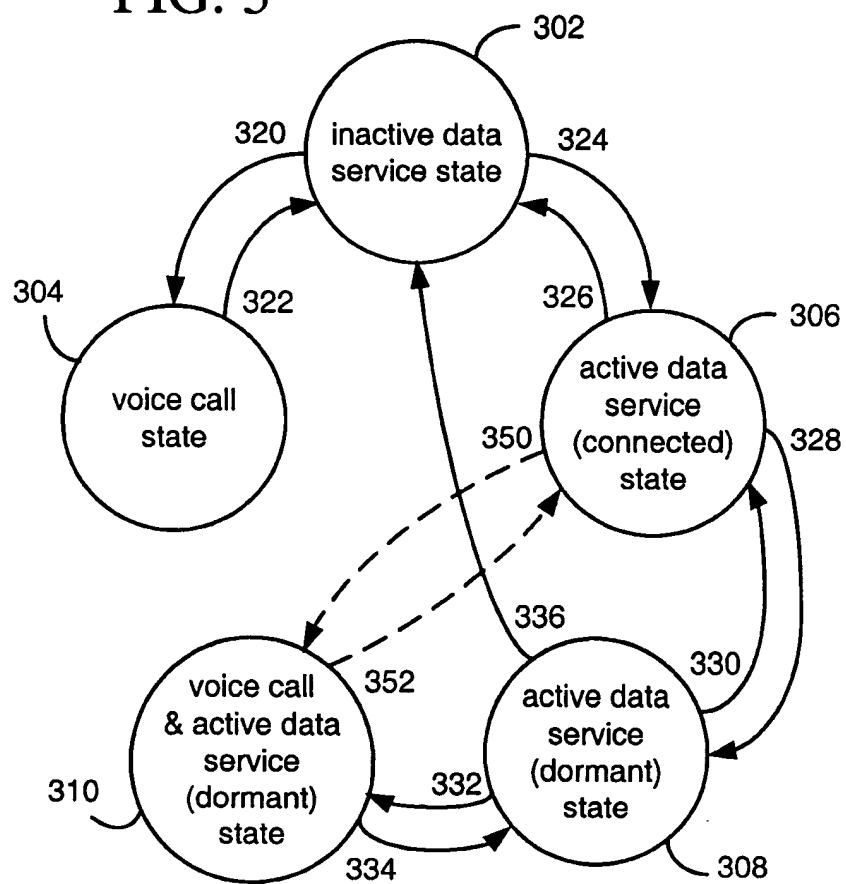 FIG. 3
302
320
inactive data
service state
324
304
322
326
306
voice call
state
active data
service
(connected)
state
350
328
336
330
352
voice call
& active data
service
(dormant)
state
active data
service
(dormant)
state
332
310
334
308